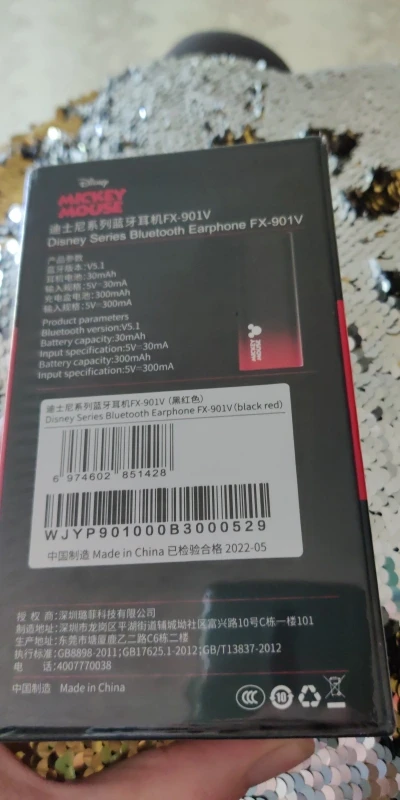 Disney
MICKEY
MOUSE
迪士尼系列蓝牙耳机FX-901V
Disney Series Bluetooth Earphone FX-901V
产品参数
蓝牙版本:V5.1
耳机电池:30mAh
输入规格:5V⎓30mA
充电盒电池:300mAh
输入规格:5V⎓300mA
Product parameters
Bluetooth version:V5.1
Battery capacity:30mAh
Input specification:5V⎓30mA
Battery capacity:300mAh
Input specification:5V⎓300mA
迪士尼系列蓝牙耳机FX-901V (黑红色)
Disney Series Bluetooth Earphone FX-901V(black red)
6 974602 851428
WJYP901000B3000529
中国制造 Made in China 已检验合格 2022-05
授 权 商:深圳璐菲科技有限公司
制造地址:深圳市龙岗区平湖街道辅城坳社区富兴路10号C栋一楼101
生产地址:东莞市塘厦鹿乙二路C6栋二楼
执行标准:GB8898-2011;GB17625.1-2012;GB/T13837-2012
电 话:4007770038
中国制造 Made in China
CCC
10